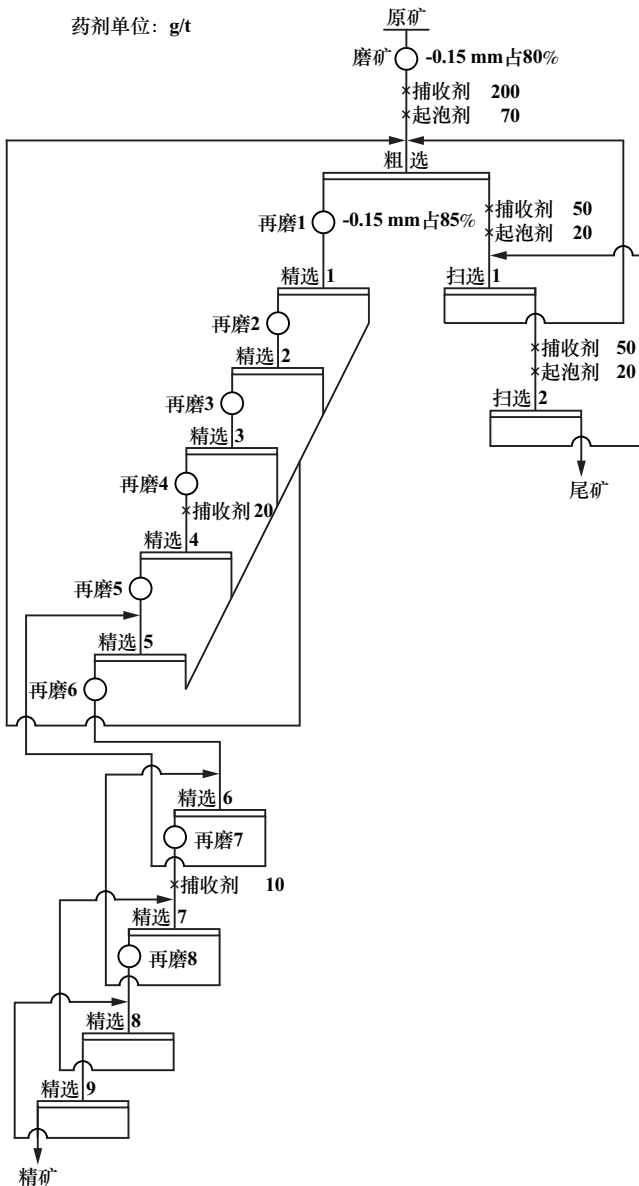 药剂单位：g/t
原矿
磨矿 -0.15 mm占80%
捕收剂 200
起泡剂 70
粗选
再磨1 -0.15 mm占85%
捕收剂 50
起泡剂 20
精选1
扫选1
再磨2
捕收剂 50
精选2
起泡剂 20
再磨3
扫选2
精选3
再磨4
尾矿
捕收剂20
精选4
再磨5
精选5
再磨6
精选6
再磨7
捕收剂 10
精选7
再磨8
精选8
精选9
精矿